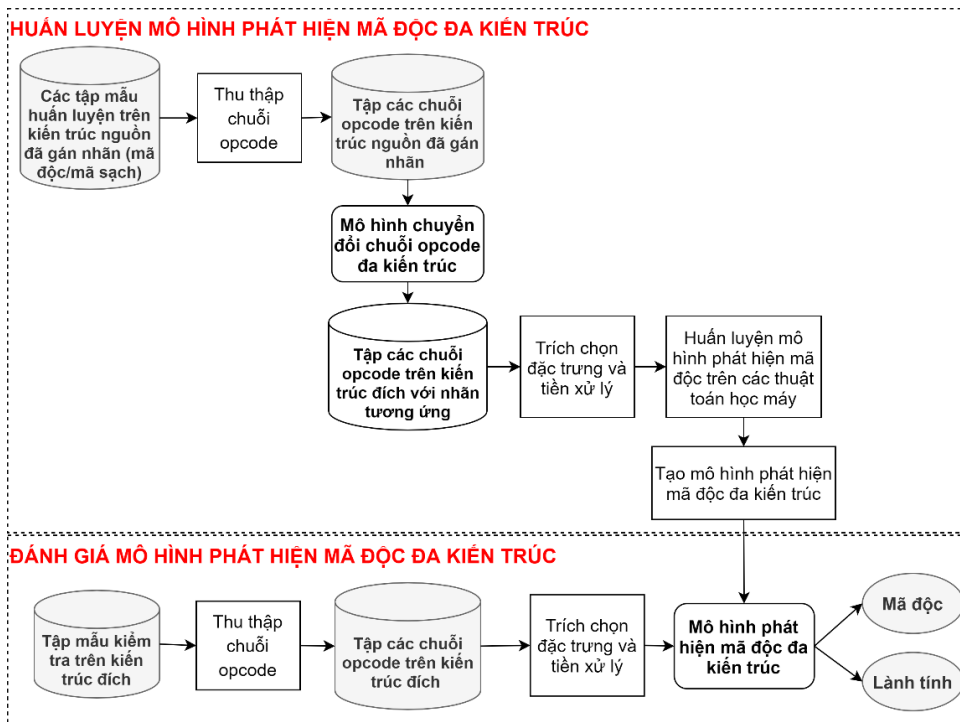 HUẤN LUYỆN MÔ HÌNH PHÁT HIỆN MÃ ĐỘC ĐA KIẾN TRÚC
Các tập mẫu
huấn luyện trên
kiến trúc nguồn
đã gán nhãn (mã
độc/mã sạch)
Thu thập
chuỗi
opcode
Tập các chuỗi
opcode trên kiến
trúc nguồn đã gán
nhãn
Mô hình chuyển
đổi chuỗi opcode
đa kiến trúc
Tập các chuỗi
opcode trên kiến
trúc đích với nhãn
tương ứng
Trích chọn
đặc trưng và
tiền xử lý
Huấn luyện mô
hình phát hiện mã
độc trên các thuật
toán học máy
Tạo mô hình phát hiện
mã độc đa kiến trúc
ĐÁNH GIÁ MÔ HÌNH PHÁT HIỆN MÃ ĐỘC ĐA KIẾN TRÚC
Tập mẫu kiểm
tra trên kiến
trúc đích
Thu thập
chuỗi
opcode
Tập các chuỗi
opcode trên kiến
trúc đích
Trích chọn
đặc trưng và
tiền xử lý
Mô hình phát
hiện mã độc đa
kiến trúc
Mã độc
Lành tính